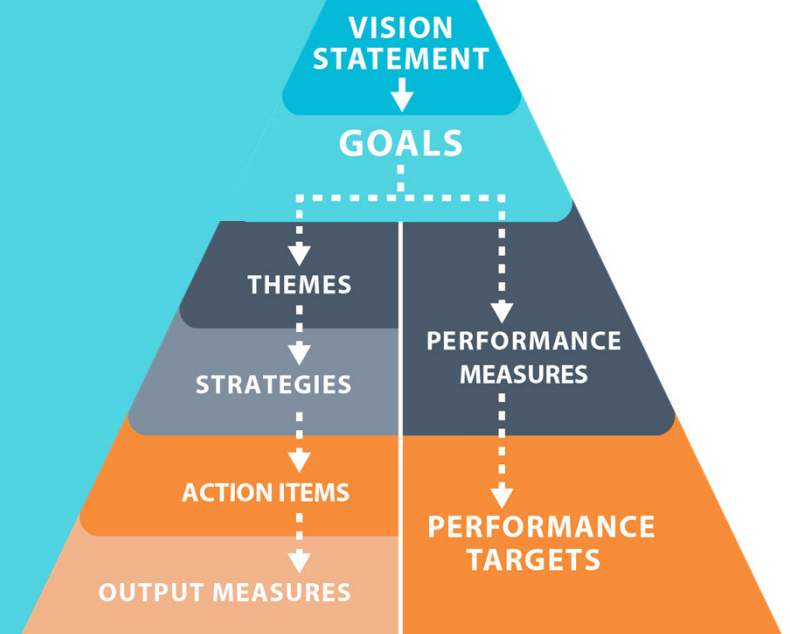 VISION
STATEMENT
GOALS
THEMES
STRATEGIES
ACTION ITEMS
OUTPUT MEASURES
PERFORMANCE
MEASURES
PERFORMANCE
TARGETS